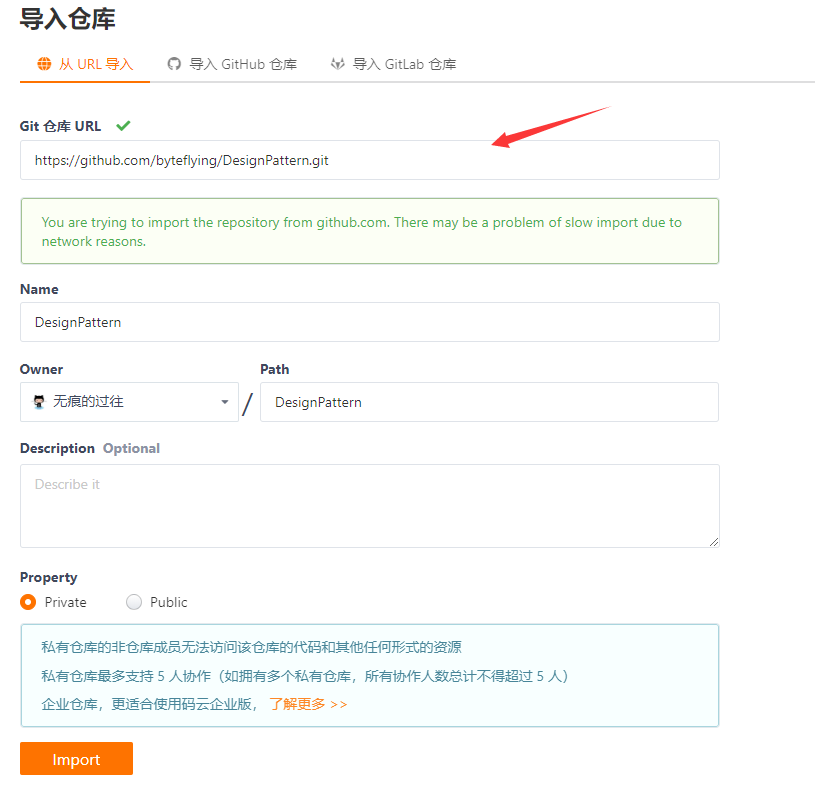 导入仓库
从 URL 导入 导入 GitHub 仓库 导入 GitLab 仓库
Git 仓库 URL
https://github.com/byteflying/DesignPattern.git
You are trying to import the repository from github.com. There may be a problem of slow import due to
network reasons.
Name
DesignPattern
Owner Path
无痕的过往 / DesignPattern
Description Optional
Describe it
Property
Private Public
私有仓库的非仓库成员无法访问该仓库的代码和其他任何形式的资源
私有仓库最多支持 5 人协作（如拥有多个私有仓库，所有协作人数总计不得超过 5 人）
企业仓库，更适合使用码云企业版， 了解更多 >>
Import